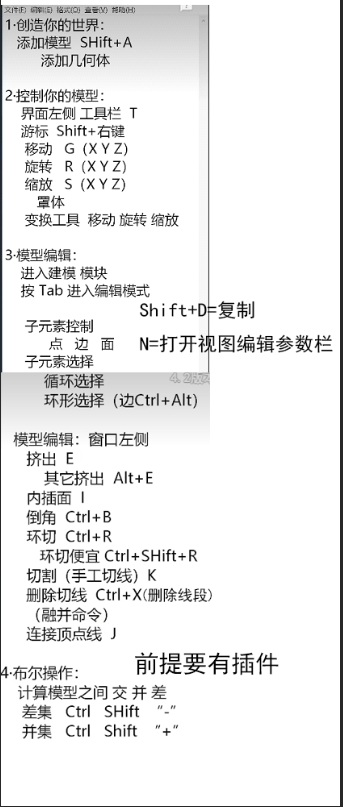 文件(F) 编辑(E) 格式(O) 查看(V) 帮助(H)
1·创造你的世界：
添加模型 SHift+A
添加几何体
2·控制你的模型：
界面左侧 工具栏 T
游标 Shift+右键
移动 G（X Y Z）
旋转 R（X Y Z）
缩放 S（X Y Z）
罩体
变换工具 移动 旋转 缩放
3·模型编辑：
进入建模 模块
按 Tab 进入编辑模式
Shift+D=复制
子元素控制
点 边 面
N=打开视图编辑参数栏
子元素选择
循环选择
环形选择（边Ctrl+Alt）
模型编辑：窗口左侧
挤出 E
其它挤出 Alt+E
内插面 I
倒角 Ctrl+B
环切 Ctrl+R
环切便宜 Ctrl+SHift+R
切割（手工切线）K
删除切线 Ctrl+X(删除线段)
（融并命令）
连接顶点线 J
前提要有插件
4·布尔操作：
计算模型之间 交 并 差
差集 Ctrl SHift “-”
并集 Ctrl Shift “+”